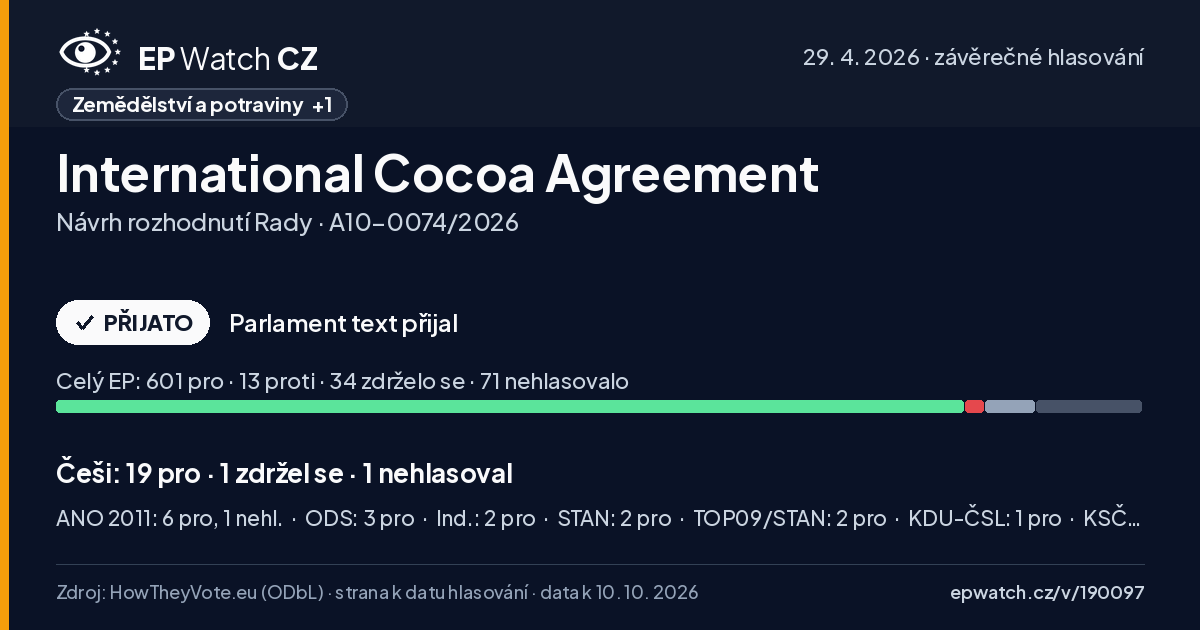 EP Watch CZ
29. 4. 2026 · závěrečné hlasování
Zemědělství a potraviny +1
International Cocoa Agreement
Návrh rozhodnutí Rady · A10-0074/2026
✓ PŘIJATO
Parlament text přijal
Celý EP: 601 pro · 13 proti · 34 zdrželo se · 71 nehlasovalo
Češi: 19 pro · 1 zdržel se · 1 nehlasoval
ANO 2011: 6 pro, 1 nehl. · ODS: 3 pro · Ind.: 2 pro · STAN: 2 pro · TOP09/STAN: 2 pro · KDU-ČSL: 1 pro · KSČ…
Zdroj: HowTheyVote.eu (ODbL) · strana k datu hlasování · data k 10. 10. 2026
epwatch.cz/v/190097